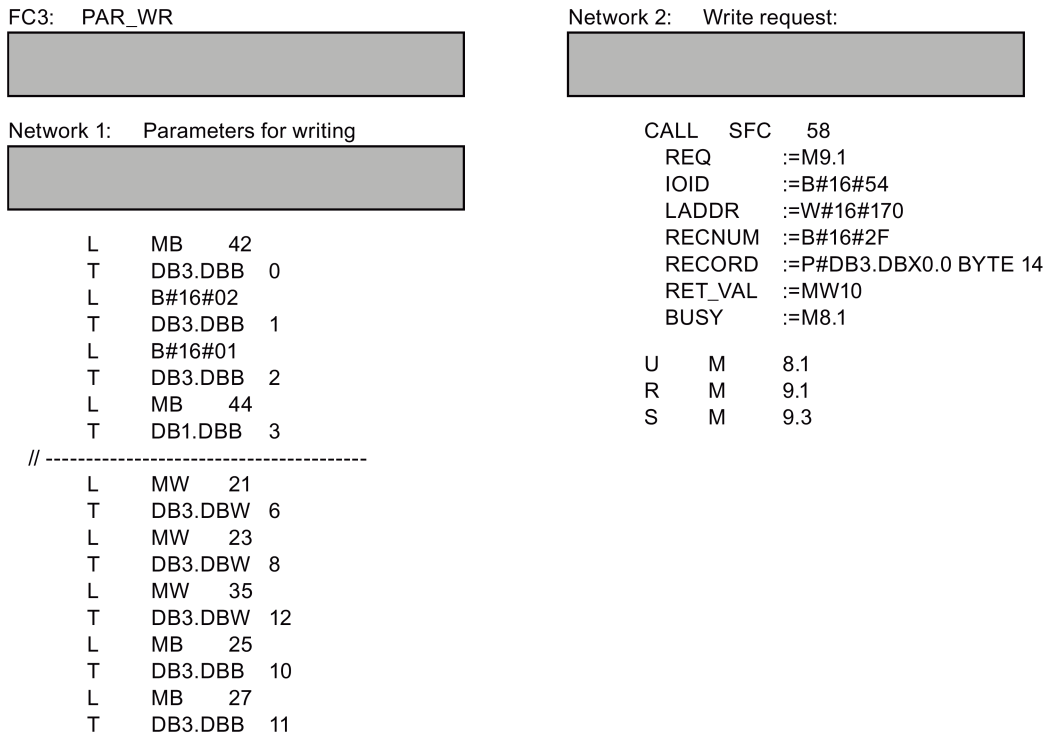 FC3: PAR_WR
Network 1: Parameters for writing
L MB 42
T DB3.DBB 0
L B#16#02
T DB3.DBB 1
L B#16#01
T DB3.DBB 2
L MB 44
T DB1.DBB 3
// ----------------------------------------
L MW 21
T DB3.DBW 6
L MW 23
T DB3.DBW 8
L MW 35
T DB3.DBW 12
L MB 25
T DB3.DBB 10
L MB 27
T DB3.DBB 11
Network 2: Write request:
CALL SFC 58
REQ :=M9.1
IOID :=B#16#54
LADDR :=W#16#170
RECNUM :=B#16#2F
RECORD :=P#DB3.DBX0.0 BYTE 14
RET_VAL :=MW10
BUSY :=M8.1
U M 8.1
R M 9.1
S M 9.3